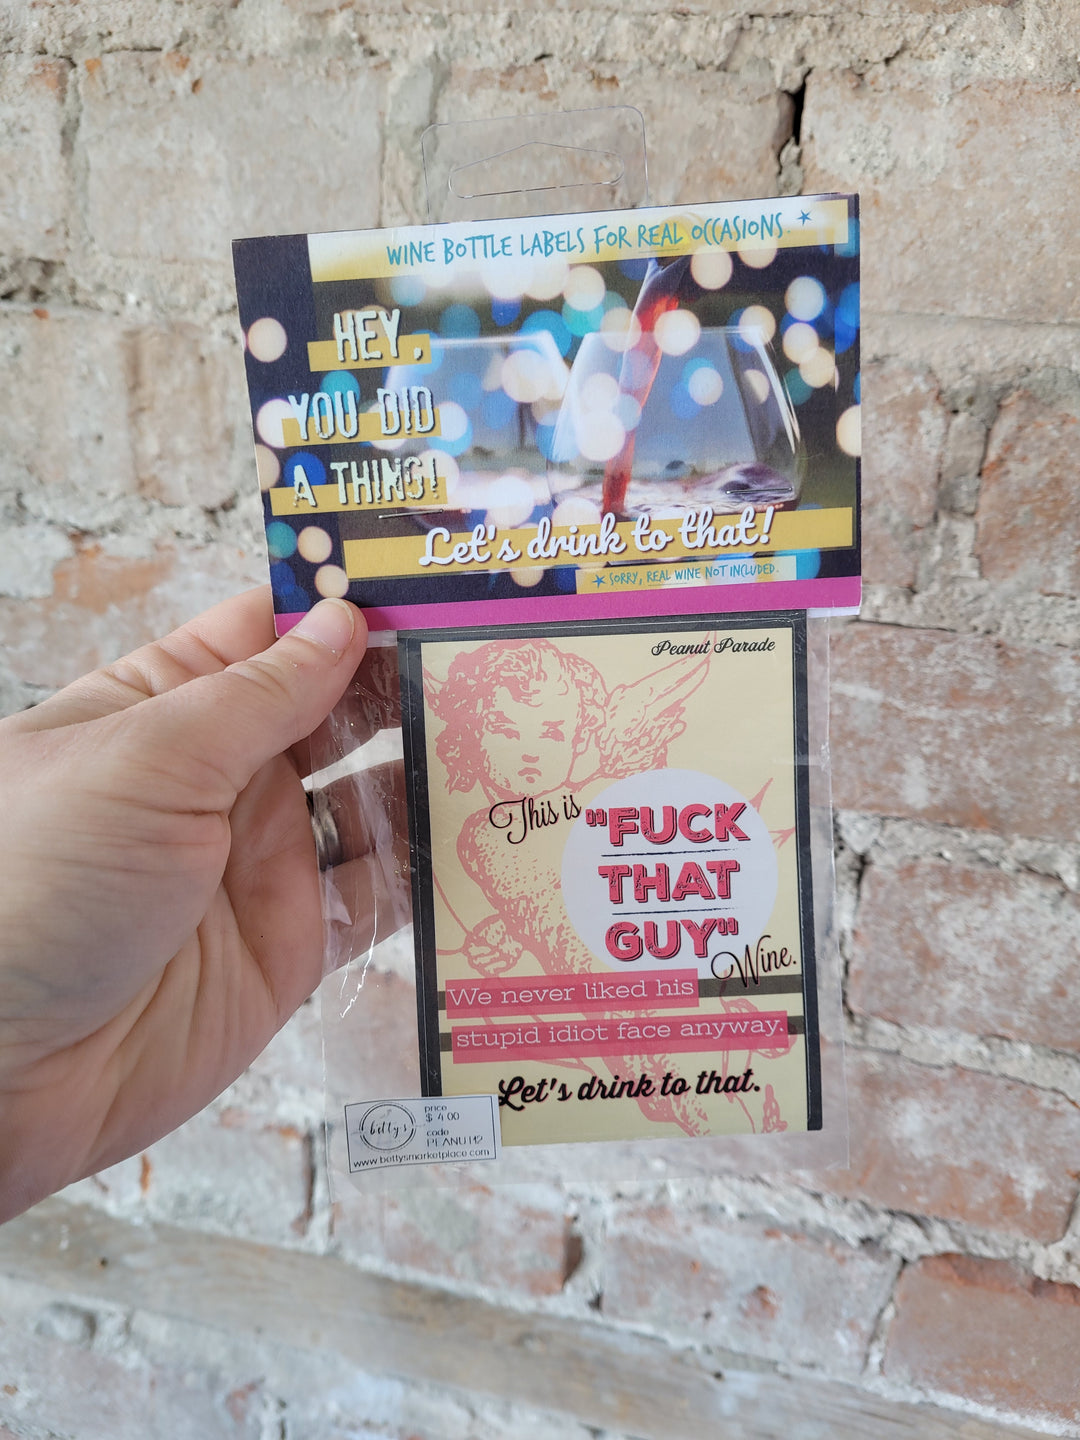 WINE BOTTLE LABELS FOR REAL OCCASIONS *
HEY,
YOU DID
A THING!
Let's drink to that!
* SORRY, REAL WINE NOT INCLUDED.
Peanut Parade
This is "FUCK
THAT
GUY"
Wine.
We never liked his
stupid idiot face anyway.
Let's drink to that.
betty's
price
$ 4.00
code
PEANU142
www.bettysmarketplace.com